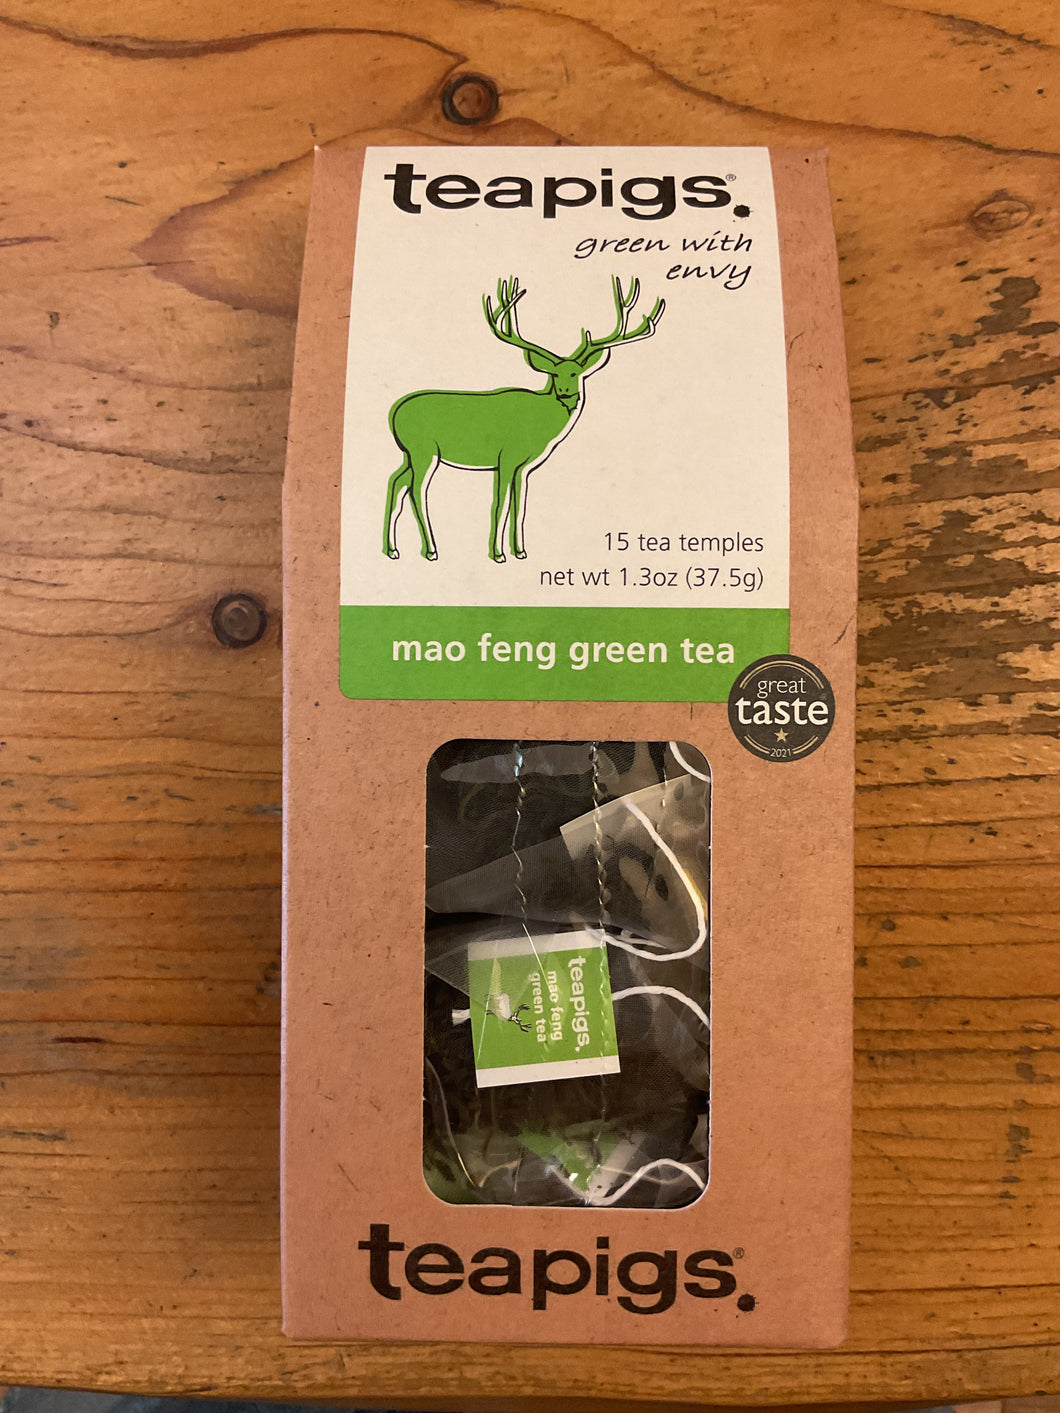 teapigs.®
green with
envy
15 tea temples
net wt 1.3oz (37.5g)
mao feng green tea
great
taste
2021
teapigs.
mao feng
green tea
teapigs.®